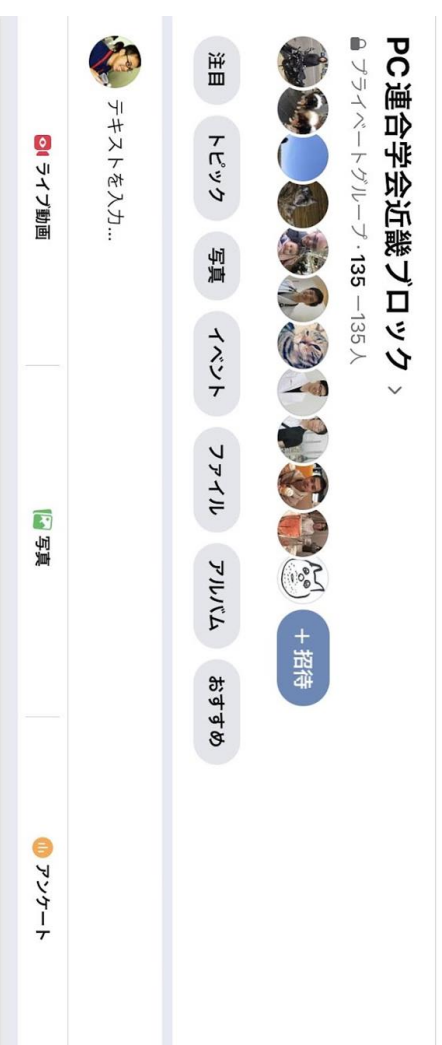 PC連合学会近畿ブロック >
プライベートグループ · 135 —135人
+ 招待
注目 トピック 写真 イベント ファイル アルバム おすすめ
テキストを入力...
ライブ動画 写真 アンケート